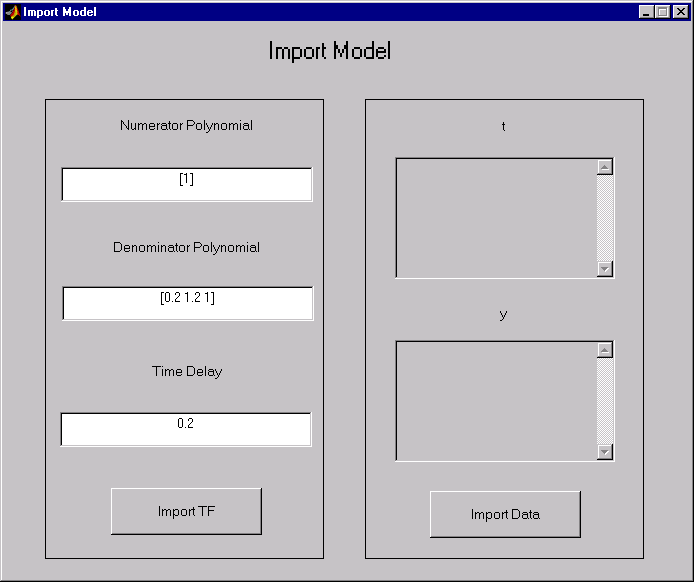 Import Model
Import Model
Numerator Polynomial
[1]
Denominator Polynomial
[0.2 1.2 1]
Time Delay
0.2
Import TF
t
y
Import Data